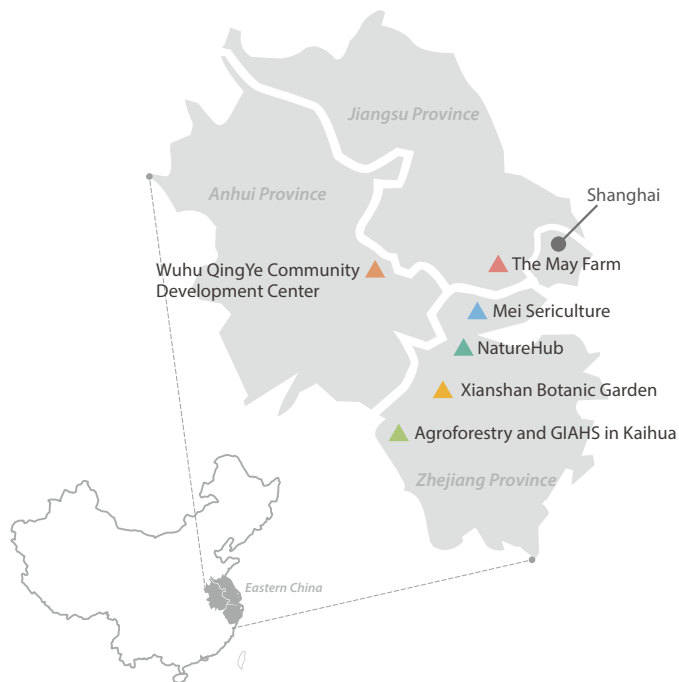 Jiangsu Province
Anhui Province
Shanghai
Wuhu QingYe Community
Development Center
The May Farm
Mei Sericulture
NatureHub
Xianshan Botanic Garden
Agroforestry and GIAHS in Kaihua
Zhejiang Province
Eastern China